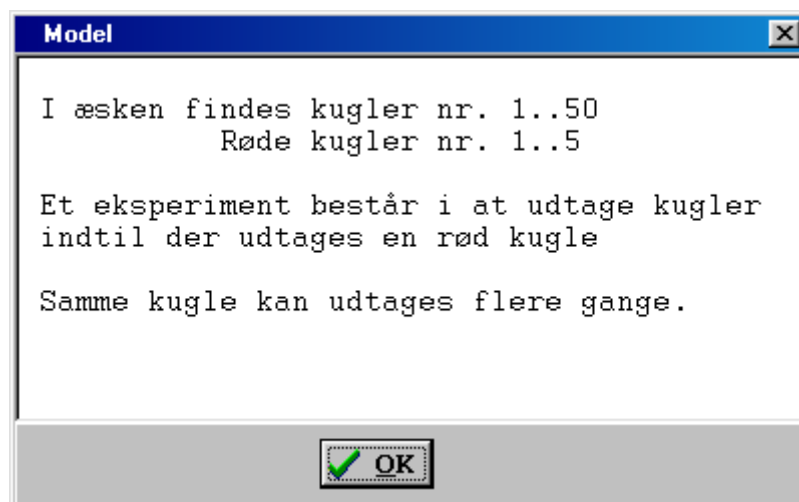 Model
I æsken findes kugler nr. 1..50
Røde kugler nr. 1..5
Et eksperiment består i at udtage kugler
indtil der udtages en rød kugle
Samme kugle kan udtages flere gange.
OK